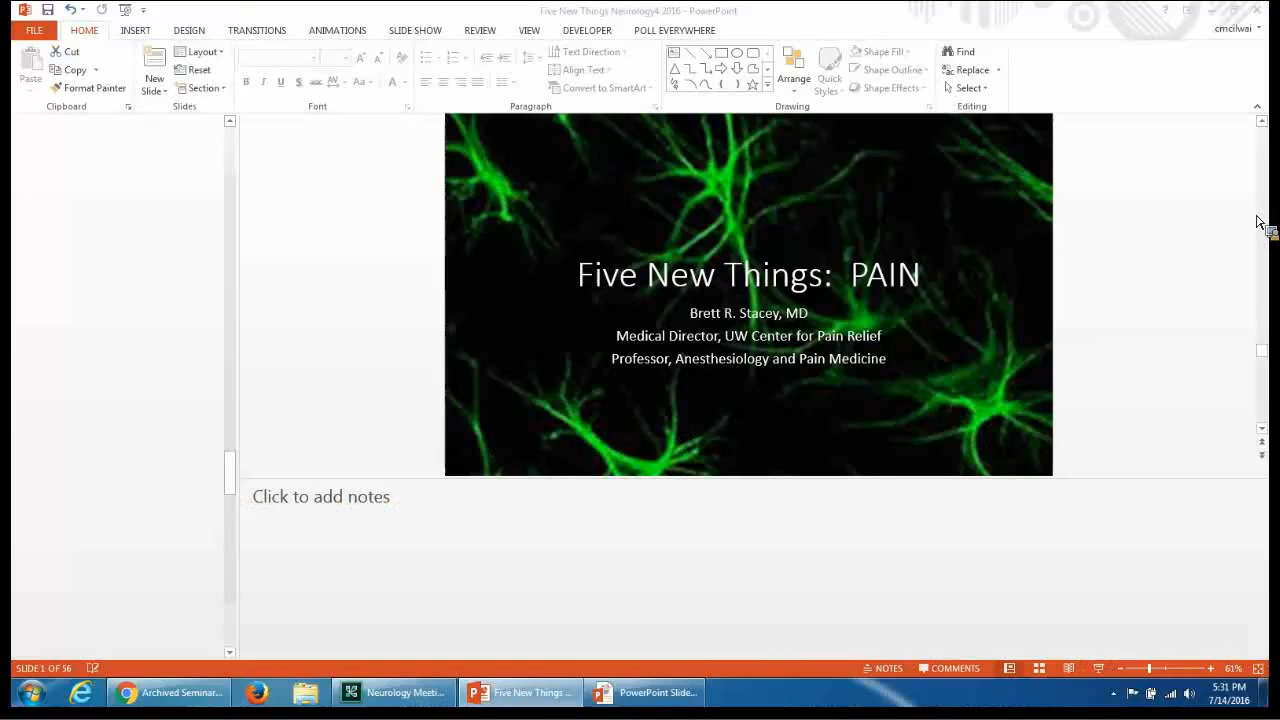 Five New Things Neurology4 2016 - PowerPoint
FILE HOME INSERT DESIGN TRANSITIONS ANIMATIONS SLIDE SHOW REVIEW VIEW DEVELOPER POLL EVERYWHERE cmcilwai
Paste
Cut
Copy
Format Painter
Clipboard
New Slide
Layout
Reset
Section
Slides
B I U S abc AV Aa A
Font
Text Direction
Align Text
Convert to SmartArt
Paragraph
Arrange
Quick Styles
Shape Fill
Shape Outline
Shape Effects
Drawing
Find
Replace
Select
Editing
Five New Things: PAIN
Brett R. Stacey, MD
Medical Director, UW Center for Pain Relief
Professor, Anesthesiology and Pain Medicine
Click to add notes
SLIDE 1 OF 56 NOTES COMMENTS 61%
Archived Seminar... Neurology Meeti... Five New Things ... PowerPoint Slide...
5:31 PM
7/14/2016